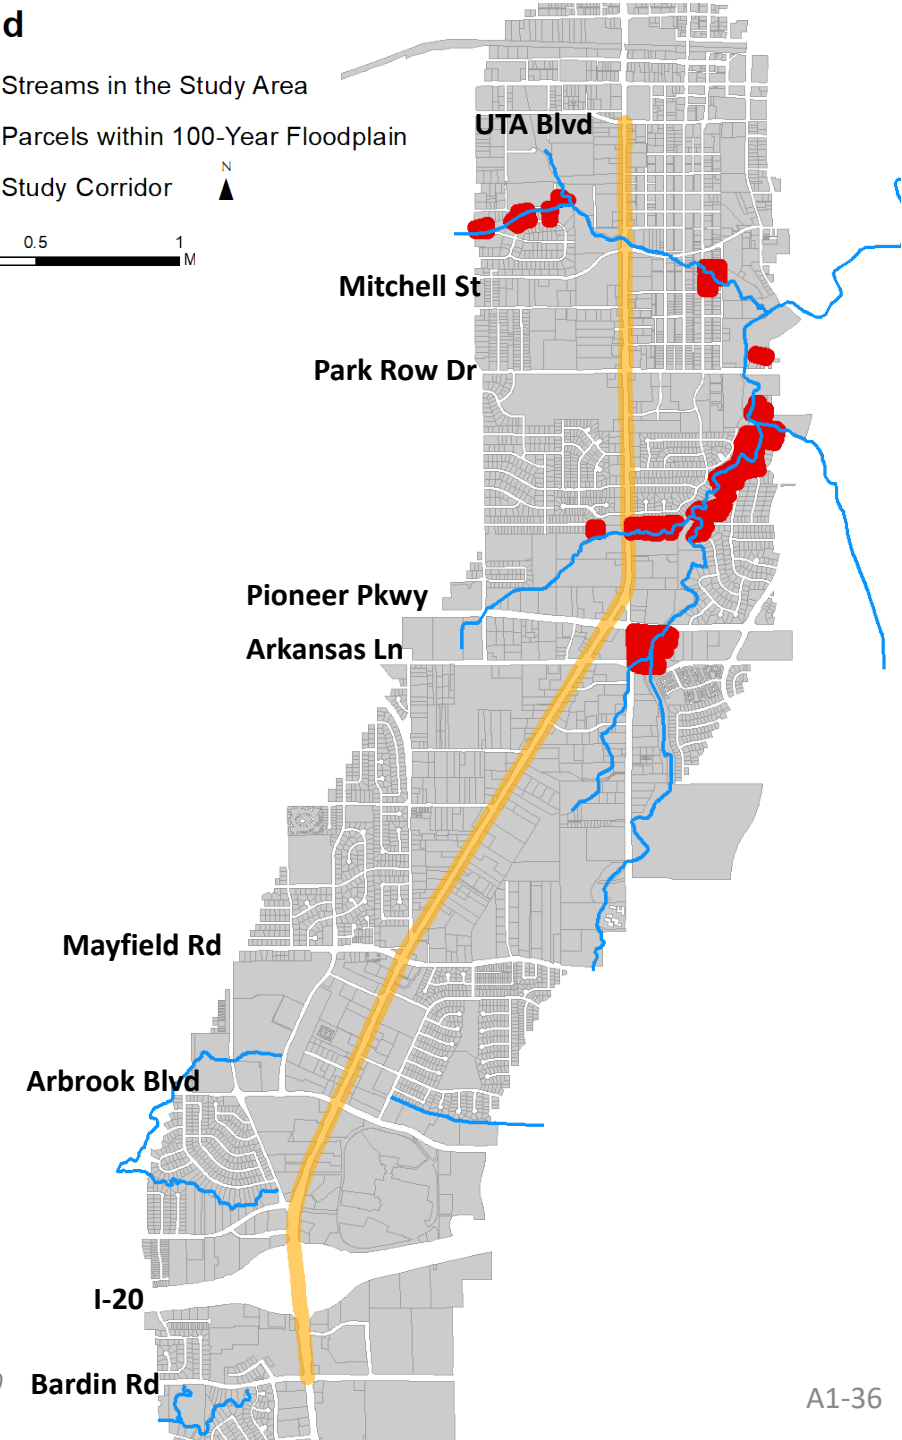 d
Streams in the Study Area
Parcels within 100-Year Floodplain
Study Corridor
N
0.5 1
M
UTA Blvd
Mitchell St
Park Row Dr
Pioneer Pkwy
Arkansas Ln
Mayfield Rd
Arbrook Blvd
I-20
Bardin Rd
A1-36